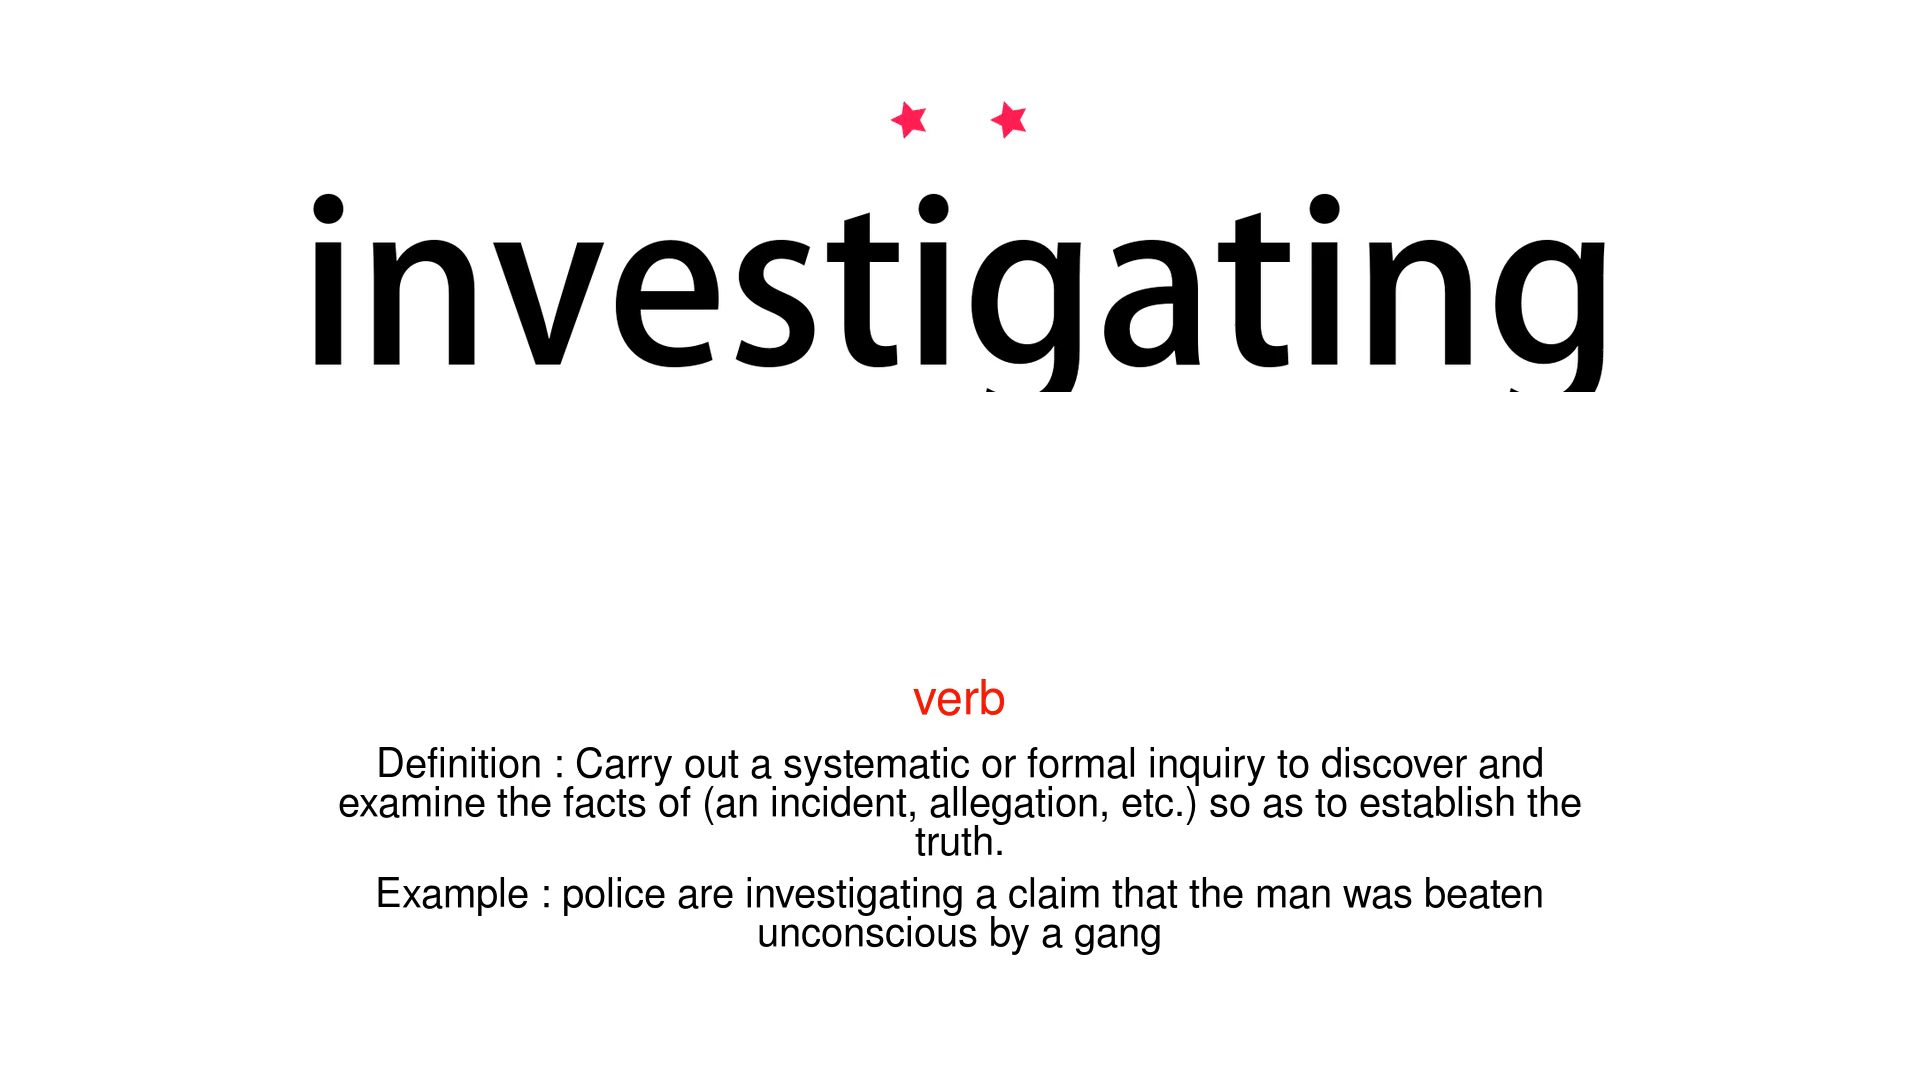 investigating
verb
Definition : Carry out a systematic or formal inquiry to discover and
examine the facts of (an incident, allegation, etc.) so as to establish the
truth.
Example : police are investigating a claim that the man was beaten
unconscious by a gang